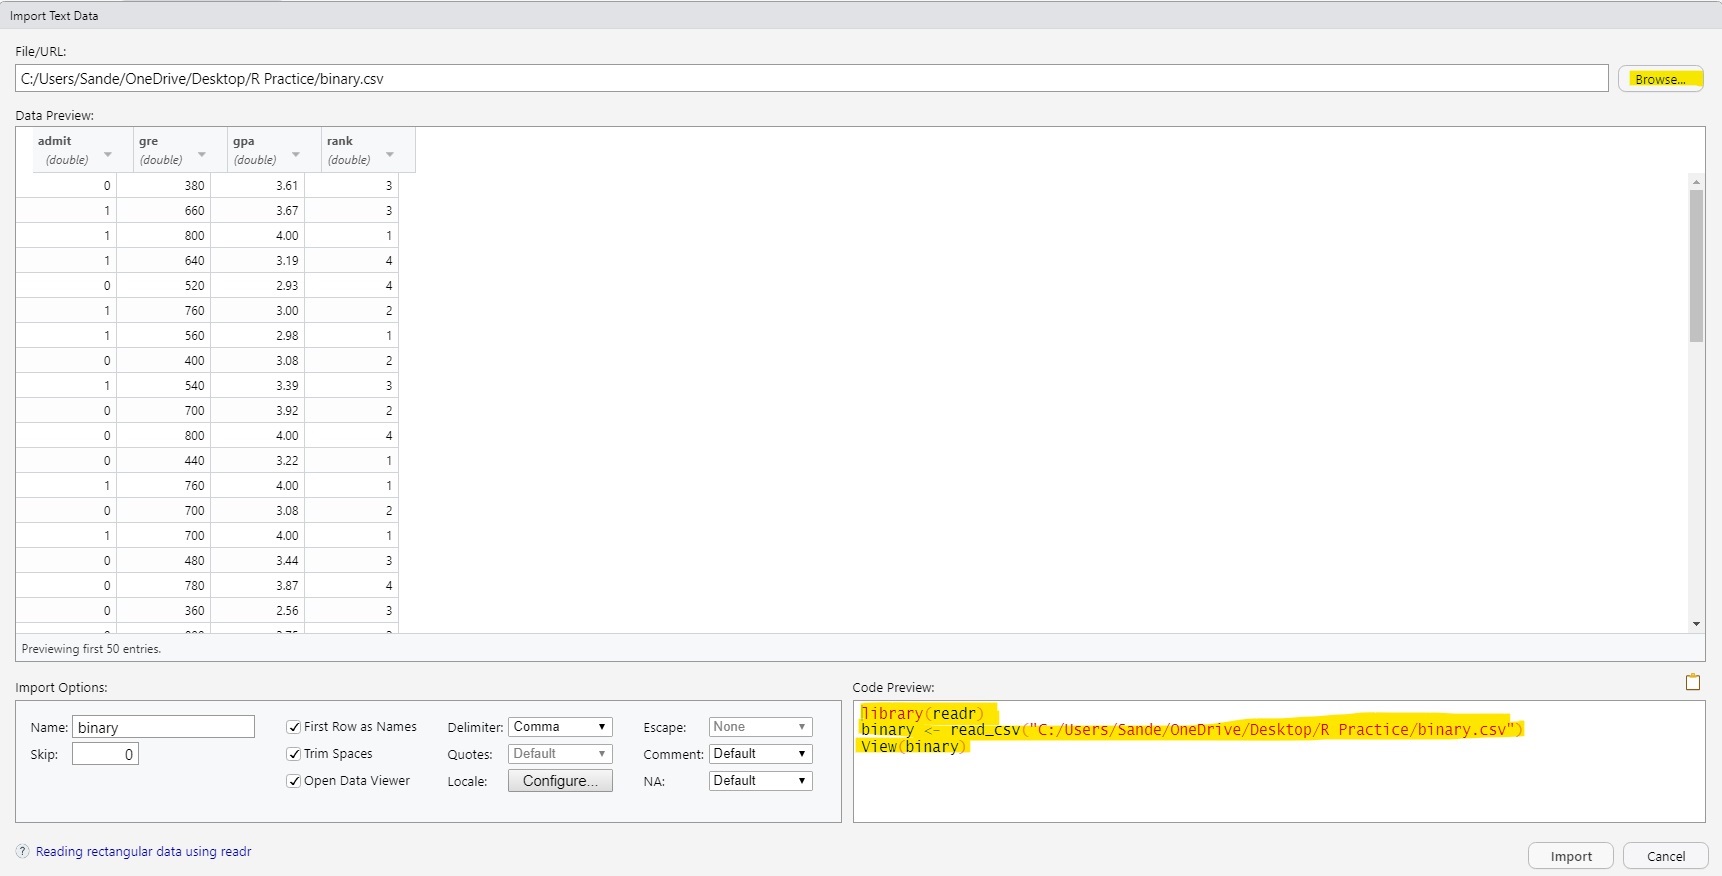 Import Text Data
File/URL:
C:/Users/Sande/OneDrive/Desktop/R Practice/binary.csv
Browse...
Data Preview:
admit gre gpa rank
(double) (double) (double) (double)
0 380 3.61 3
1 660 3.67 3
1 800 4.00 1
1 640 3.19 4
0 520 2.93 4
1 760 3.00 2
1 560 2.98 1
0 400 3.08 2
1 540 3.39 3
0 700 3.92 2
0 800 4.00 4
0 440 3.22 1
1 760 4.00 1
0 700 3.08 2
1 700 4.00 1
0 480 3.44 3
0 780 3.87 4
0 360 2.56 3
Previewing first 50 entries.
Import Options:
Name: binary
Skip: 0
First Row as Names
Trim Spaces
Open Data Viewer
Delimiter: Comma
Quotes: Default
Locale: Configure...
Escape: None
Comment: Default
NA: Default
Code Preview:
library(readr)
binary <- read_csv("C:/Users/Sande/OneDrive/Desktop/R Practice/binary.csv")
View(binary)
? Reading rectangular data using readr
Import
Cancel